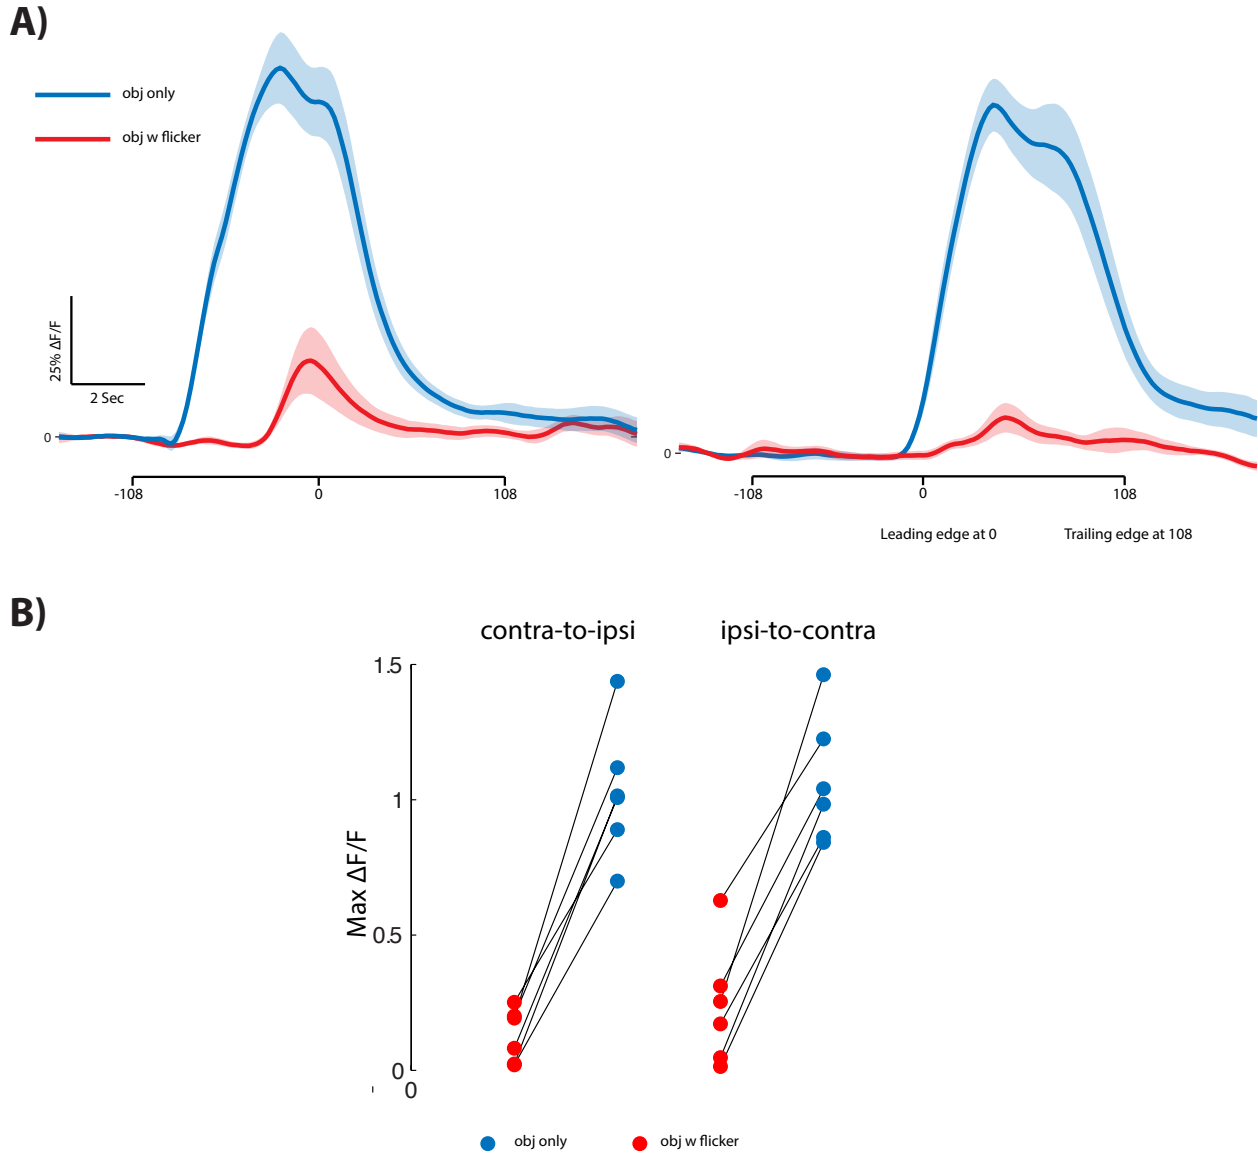 A)
obj only
obj w flicker
25% ΔF/F
2 Sec
0
-108 0 108
0
-108 0 108
Leading edge at 0 Trailing edge at 108
B)
contra-to-ipsi ipsi-to-contra
Max ΔF/F
1.5
1
0.5
0
- 0
obj only obj w flicker